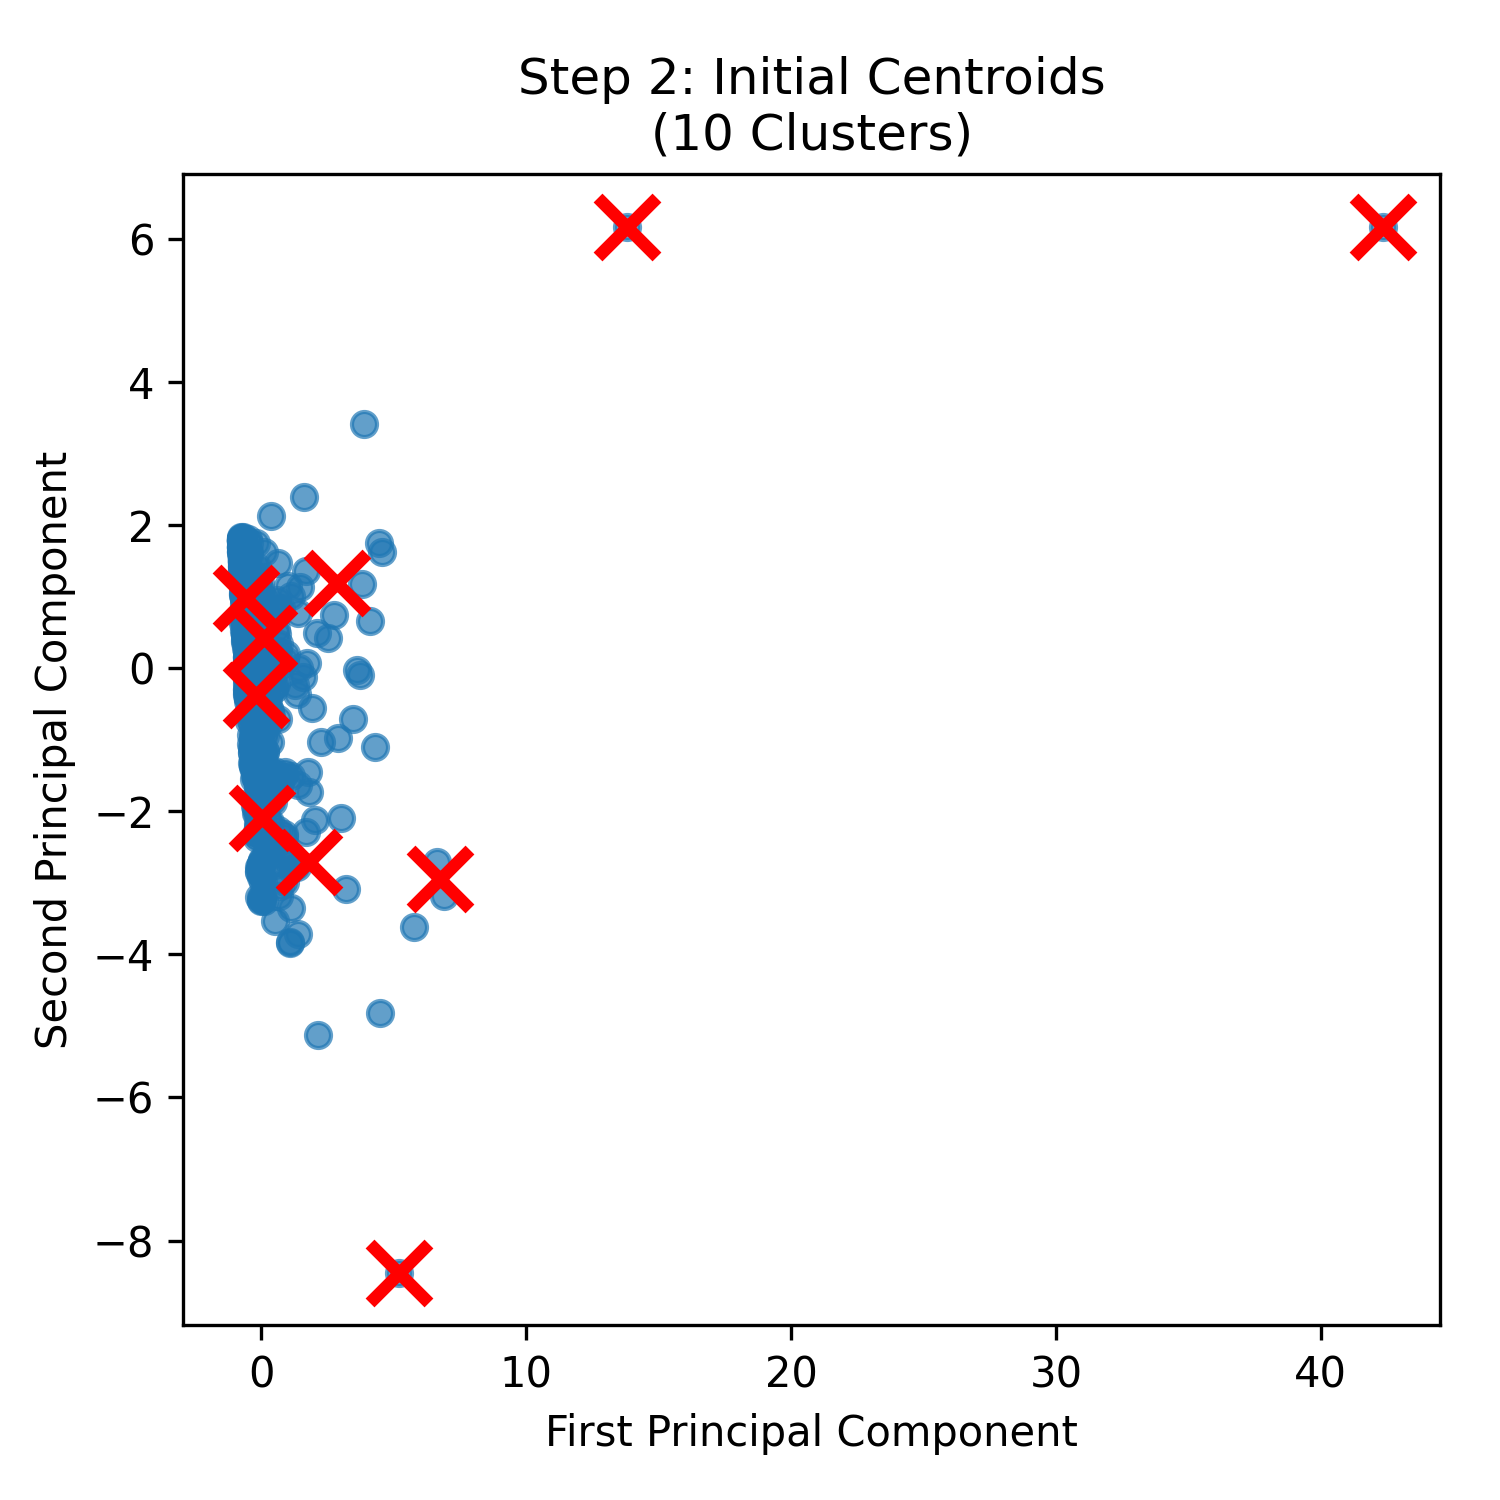 Step 2: Initial Centroids
(10 Clusters)
Second Principal Component
6
4
2
0
−2
−4
−6
−8
0 10 20 30 40
First Principal Component